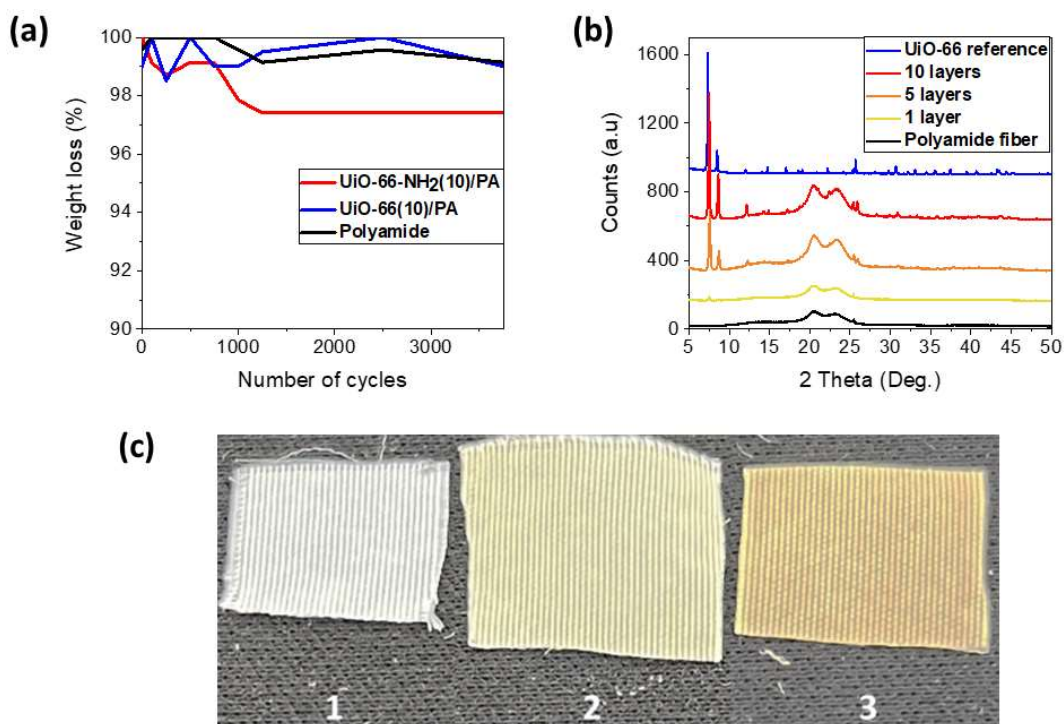 (a)
100
98
96
94
92
90
Weight loss (%)
UiO-66-NH2(10)/PA
UiO-66(10)/PA
Polyamide
0
1000
2000
3000
Number of cycles
(b)
1600
1200
800
400
0
Counts (a.u)
UiO-66 reference
10 layers
5 layers
1 layer
Polyamide fiber
5 10 15 20 25 30 35 40 45 50
2 Theta (Deg.)
(c)
1 2 3